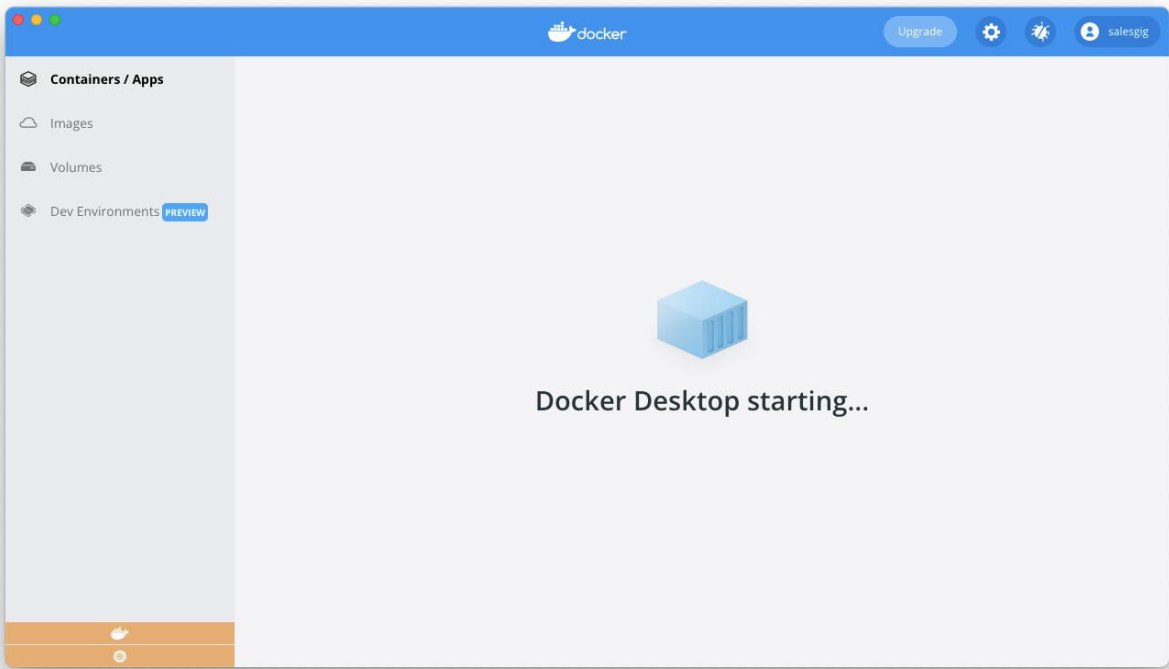 docker
Upgrade
salesgig
Containers / Apps
Images
Volumes
Dev Environments PREVIEW
Docker Desktop starting...